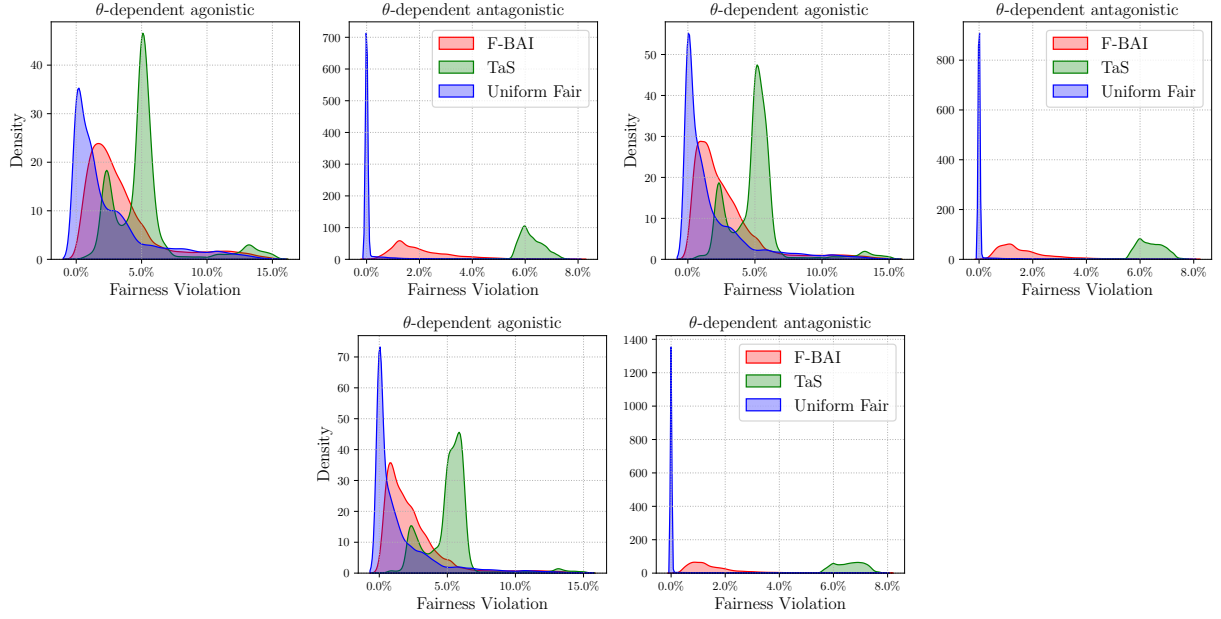 θ-dependent agonistic
Density
40
30
20
10
0
0.0% 5.0% 10.0% 15.0%
Fairness Violation
θ-dependent antagonistic
700
600
500
400
300
200
100
0
F-BAI
TaS
Uniform Fair
0.0% 2.0% 4.0% 6.0% 8.0%
Fairness Violation
θ-dependent agonistic
Density
50
40
30
20
10
0
0.0% 5.0% 10.0% 15.0%
Fairness Violation
θ-dependent antagonistic
800
600
400
200
0
F-BAI
TaS
Uniform Fair
0.0% 2.0% 4.0% 6.0% 8.0%
Fairness Violation
θ-dependent agonistic
Density
70
60
50
40
30
20
10
0
0.0% 5.0% 10.0% 15.0%
Fairness Violation
θ-dependent antagonistic
1400
1200
1000
800
600
400
200
0
F-BAI
TaS
Uniform Fair
0.0% 2.0% 4.0% 6.0% 8.0%
Fairness Violation